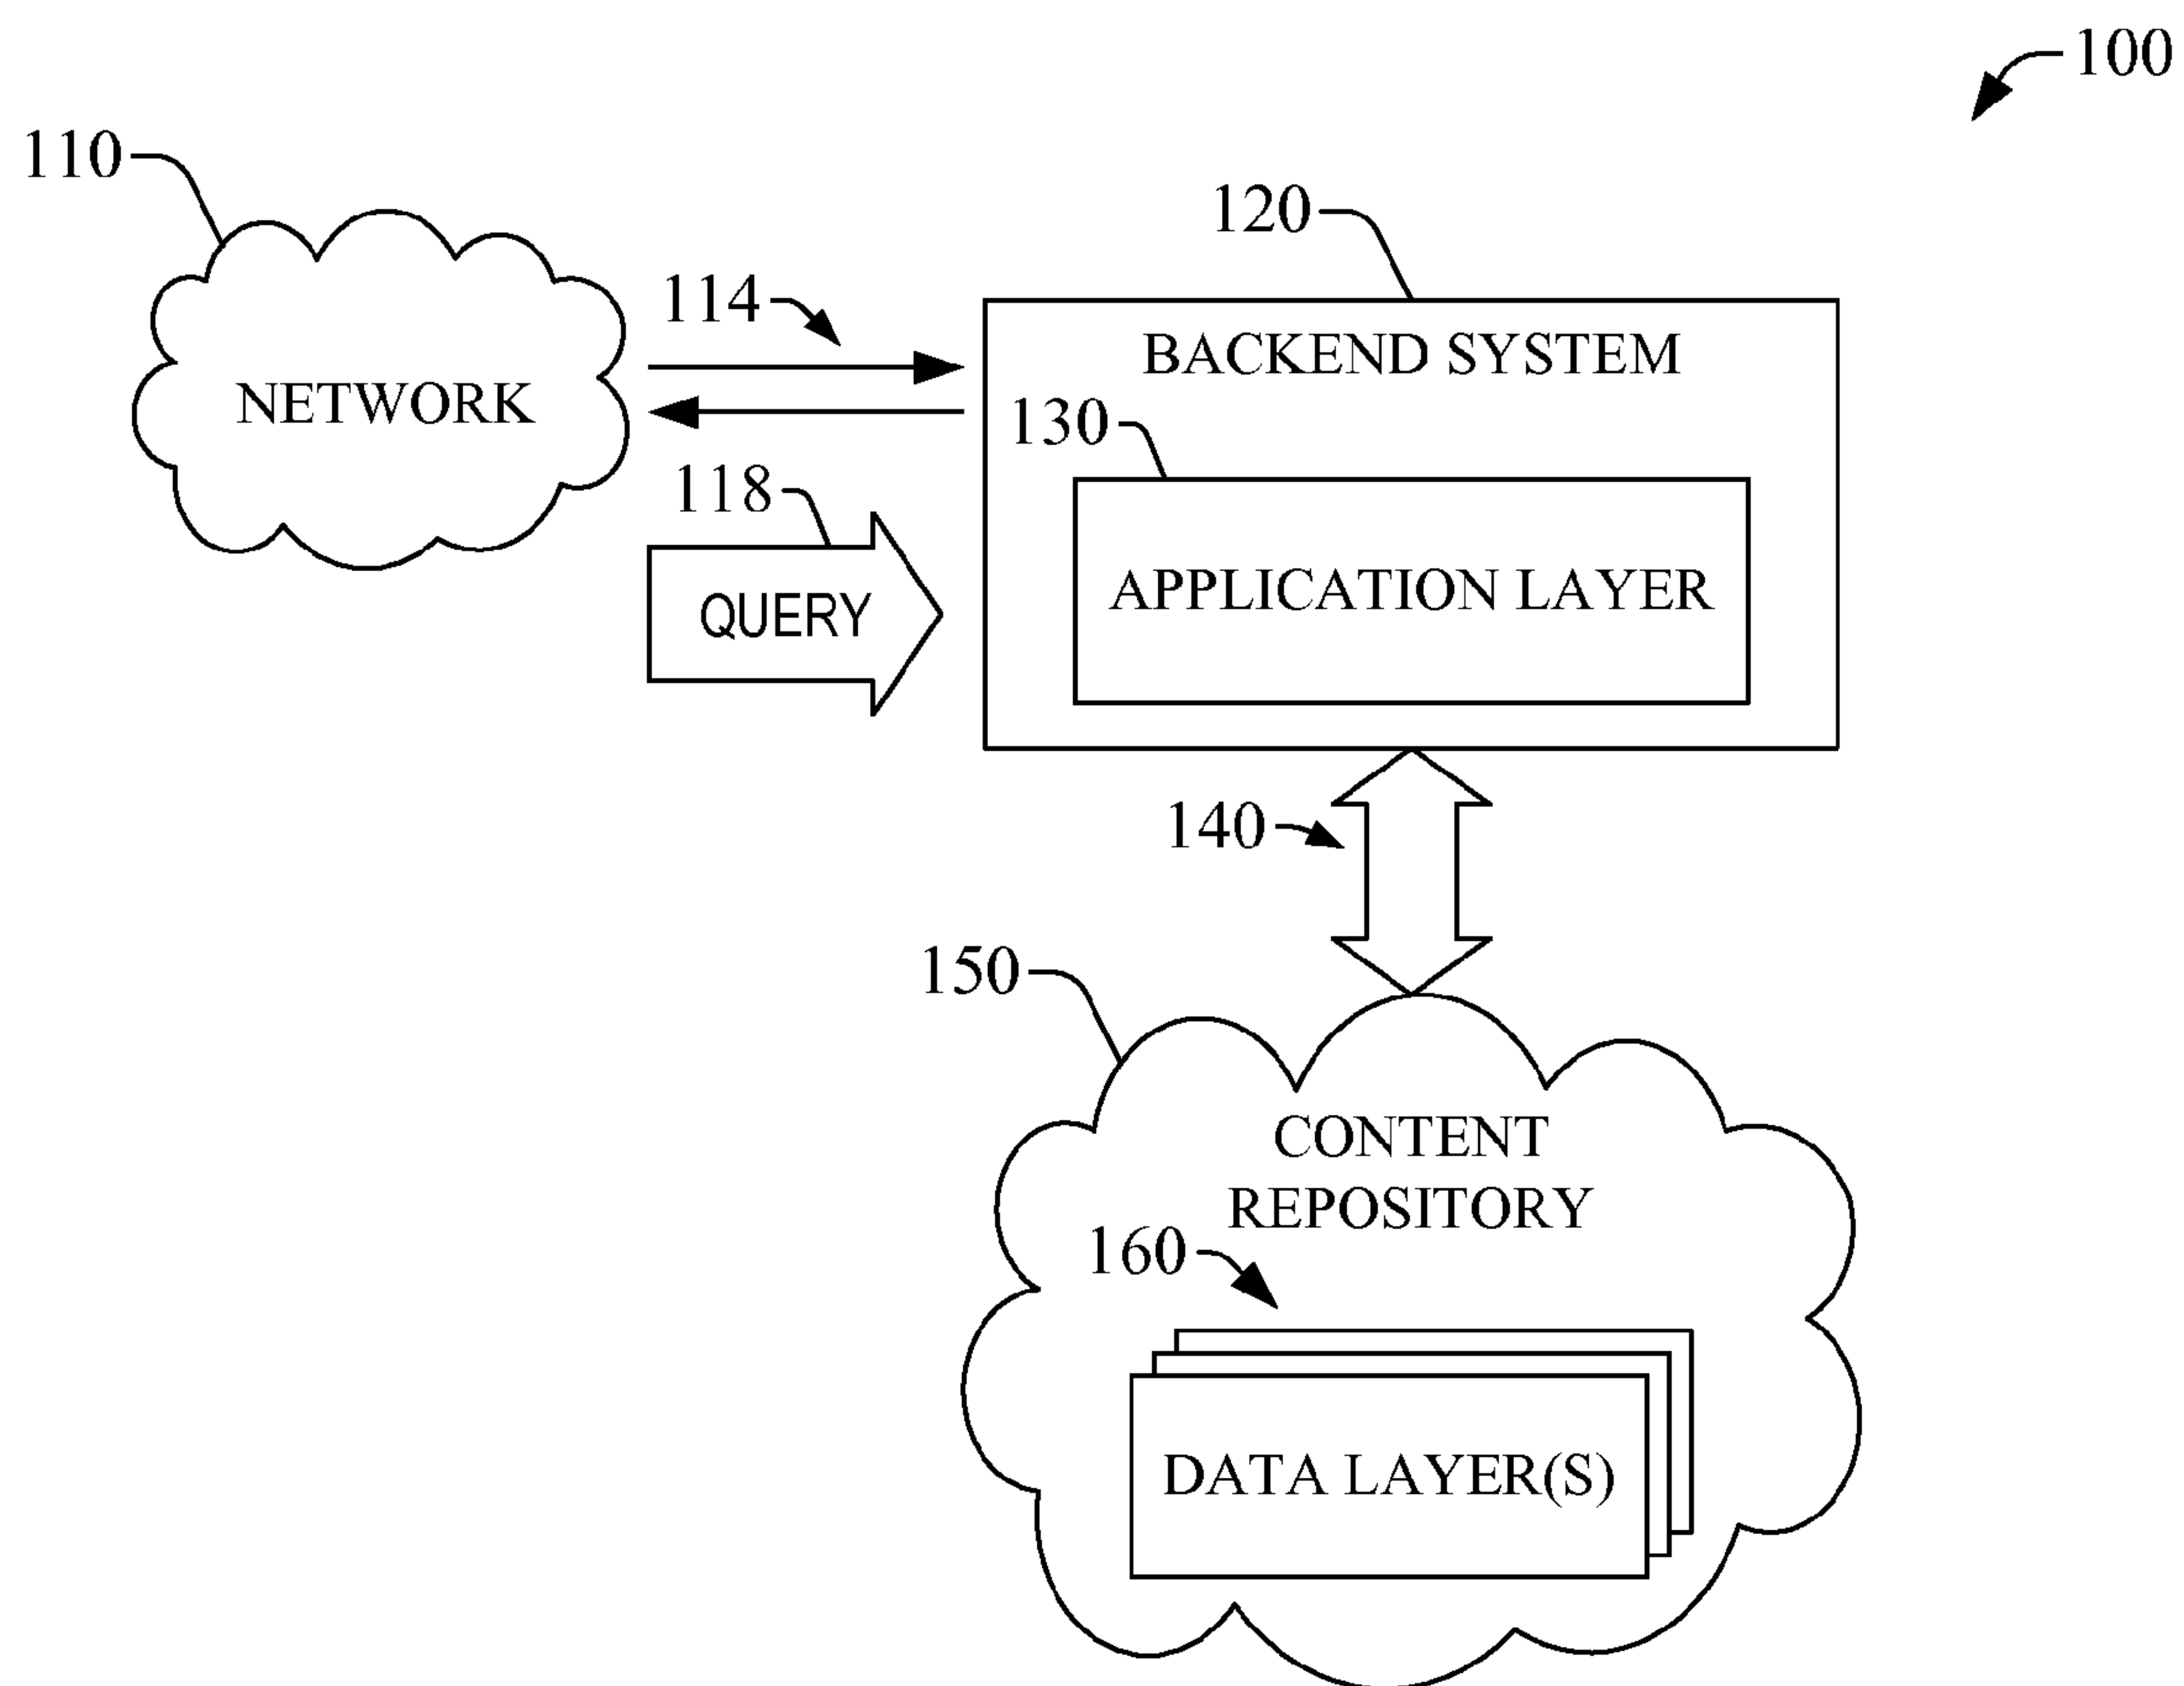 100
110
120
114
BACKEND SYSTEM
NETWORK
130
118
APPLICATION LAYER
QUERY
140
150
CONTENT
REPOSITORY
160
DATA LAYER(S)